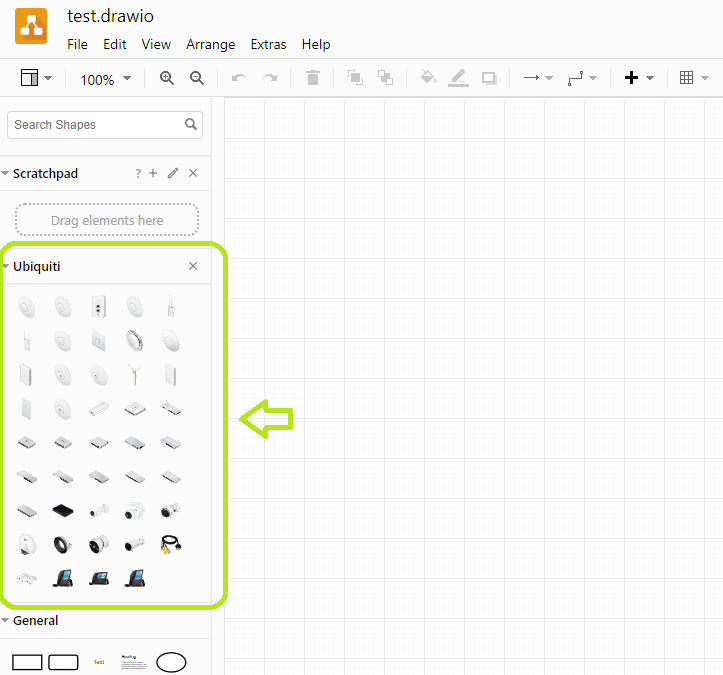 test.drawio
File Edit View Arrange Extras Help
100%
Search Shapes
Scratchpad ? +
Drag elements here
Ubiquiti
General
Text Heading